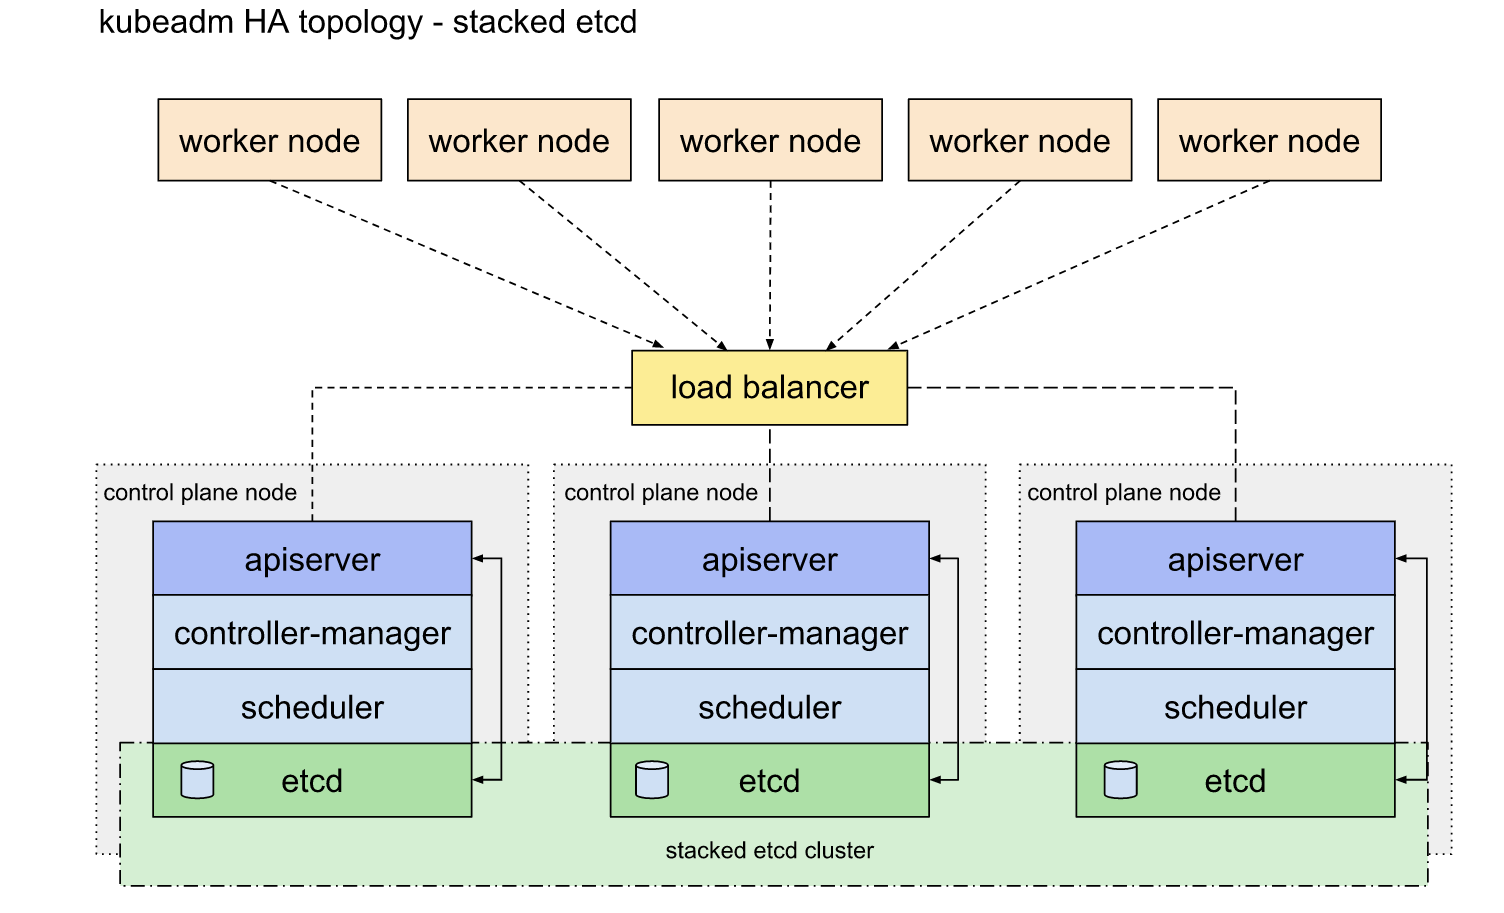 kubeadm HA topology - stacked etcd
worker node
worker node
worker node
worker node
worker node
load balancer
control plane node
apiserver
controller-manager
scheduler
etcd
control plane node
apiserver
controller-manager
scheduler
etcd
control plane node
apiserver
controller-manager
scheduler
etcd
stacked etcd cluster